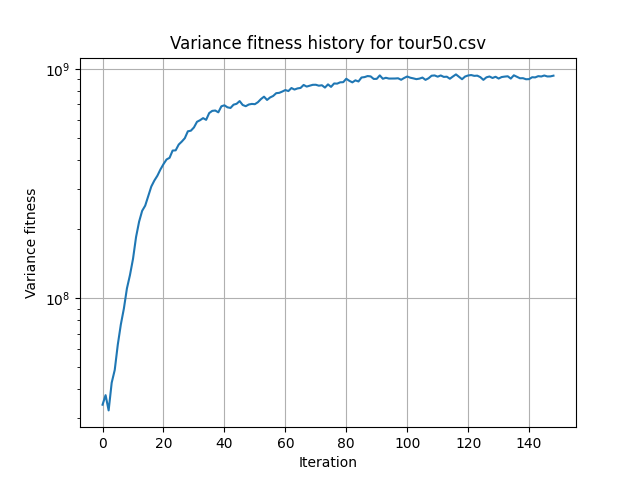 Variance fitness history for tour50.csv
10⁹
10⁸
Variance fitness
0 20 40 60 80 100 120 140
Iteration